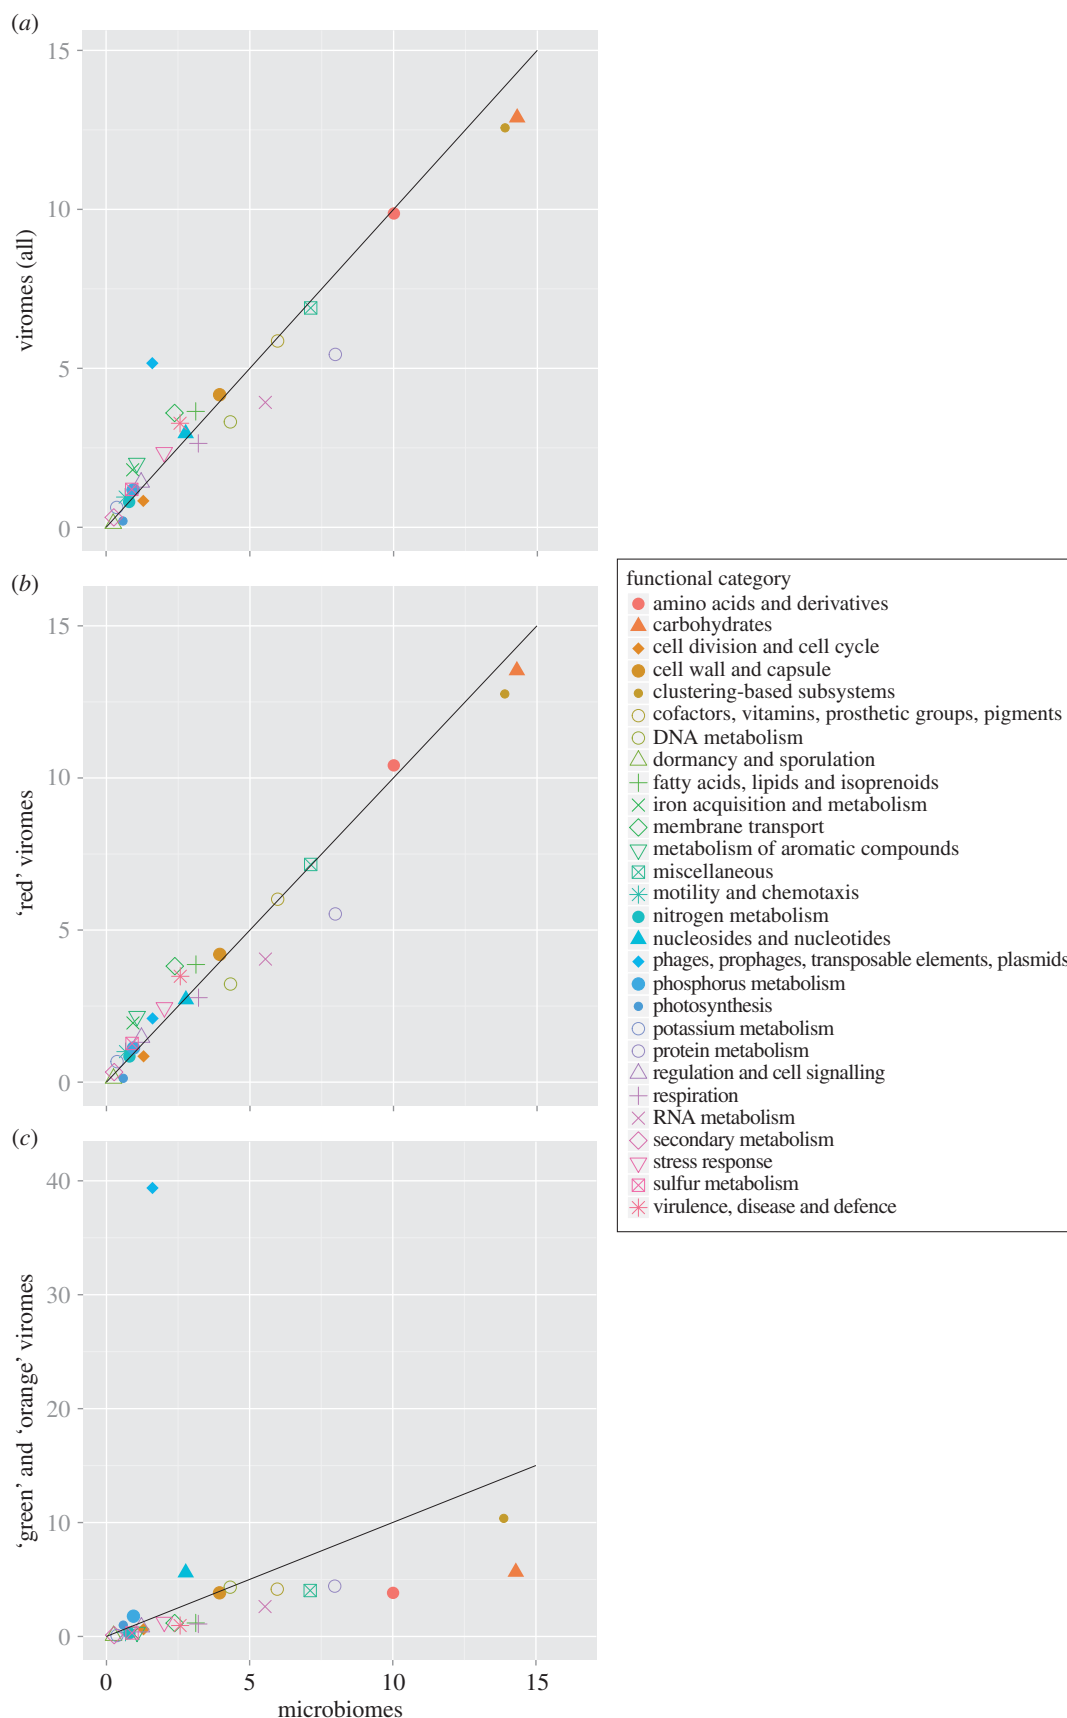 (a)
15
10
5
0
viromes (all)
(b)
15
10
5
0
‘red’ viromes
(c)
40
30
20
10
0
‘green’ and ‘orange’ viromes
0 5 10 15
microbiomes
functional category
amino acids and derivatives
carbohydrates
cell division and cell cycle
cell wall and capsule
clustering-based subsystems
cofactors, vitamins, prosthetic groups, pigments
DNA metabolism
dormancy and sporulation
fatty acids, lipids and isoprenoids
iron acquisition and metabolism
membrane transport
metabolism of aromatic compounds
miscellaneous
motility and chemotaxis
nitrogen metabolism
nucleosides and nucleotides
phages, prophages, transposable elements, plasmids
phosphorus metabolism
photosynthesis
potassium metabolism
protein metabolism
regulation and cell signalling
respiration
RNA metabolism
secondary metabolism
stress response
sulfur metabolism
virulence, disease and defence